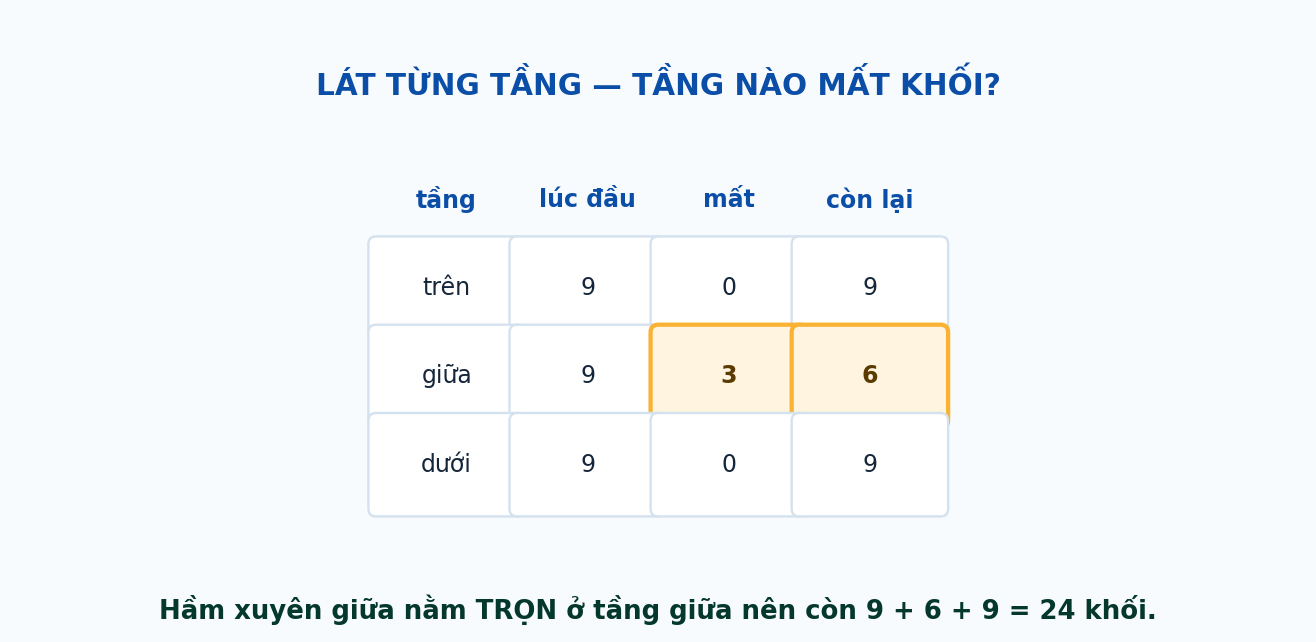 LÁT TỪNG TẦNG — TẦNG NÀO MẤT KHỐI?
tầng lúc đầu mất còn lại
trên 9 0 9
giữa 9 3 6
dưới 9 0 9
Hầm xuyên giữa nằm TRỌN ở tầng giữa nên còn 9 + 6 + 9 = 24 khối.